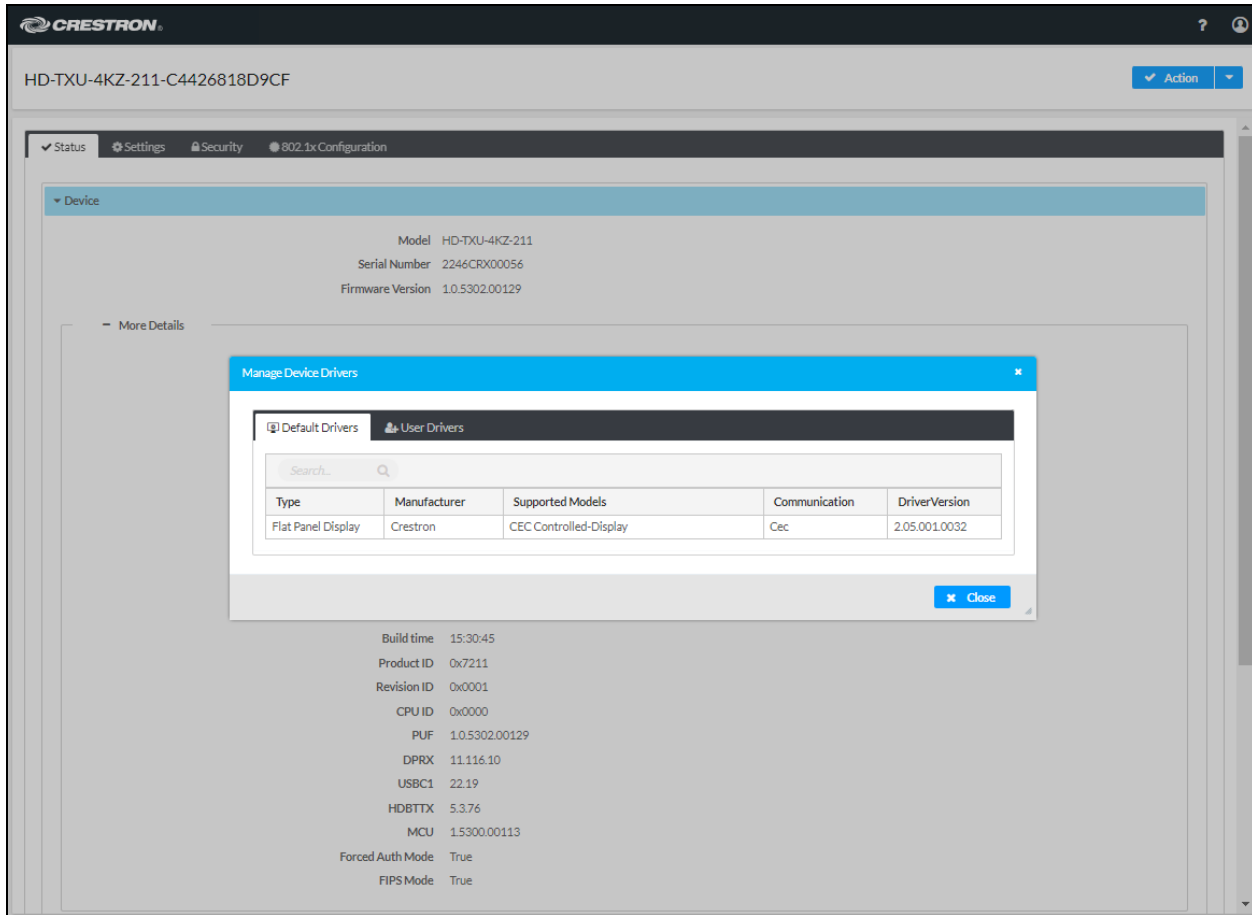 CRESTRON®
?
HD-TXU-4KZ-211-C4426818D9CF
Action
Status Settings Security 802.1x Configuration
Device
Model HD-TXU-4KZ-211
Serial Number 2246CRX00056
Firmware Version 1.0.5302.00129
More Details
Manage Device Drivers
Default Drivers User Drivers
Search...
Type Manufacturer Supported Models Communication DriverVersion
Flat Panel Display Crestron CEC Controlled-Display Cec 2.05.001.0032
Close
Build time 15:30:45
Product ID 0x7211
Revision ID 0x0001
CPU ID 0x0000
PUF 1.0.5302.00129
DPRX 11.116.10
USBC1 22.19
HDBTTX 5.3.76
MCU 1.5300.00113
Forced Auth Mode True
FIPS Mode True